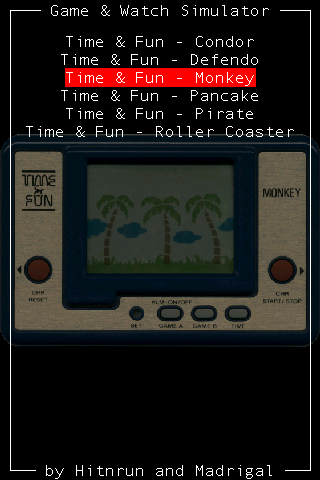 Game & Watch Simulator
Time & Fun - Condor
Time & Fun - Defendo
Time & Fun - Monkey
Time & Fun - Pancake
Time & Fun - Pirate
Time & Fun - Roller Coaster
TIME & FUN
MONKEY
CHR
RESET
CHR
START/STOP
ALM-ON/OFF
SET
GAME A
GAME B
TIME
by Hitnrun and Madrigal